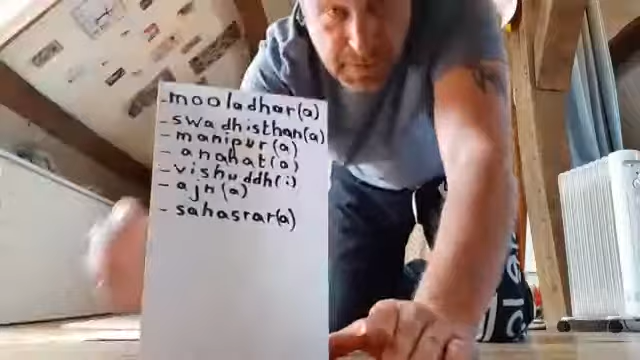 -mooladhar(a)
-swadhisthan(a)
-manipur(a)
- anahat(a)
-vishuddh(i)
- ajn(a)
- sahasrar(a)